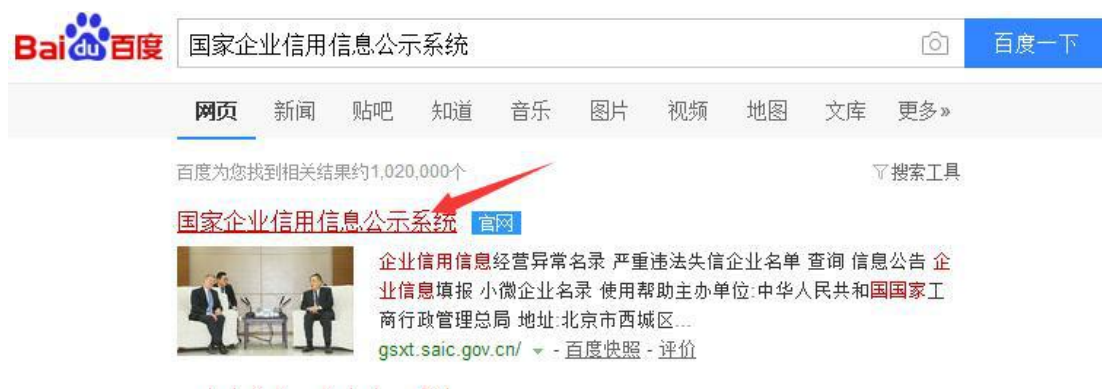 Bai du 百度 国家企业信用信息公示系统 百度一下
网页 新闻 贴吧 知道 音乐 图片 视频 地图 文库 更多»
百度为您找到相关结果约1,020,000个 搜索工具
国家企业信用信息公示系统 官网
企业信用信息经营异常名录 严重违法失信企业名单 查询 信息公告 企
业信息填报 小微企业名录 使用帮助主办单位:中华人民共和国国家工
商行政管理总局 地址:北京市西城区...
gsxt.saic.gov.cn/ - 百度快照 - 评价